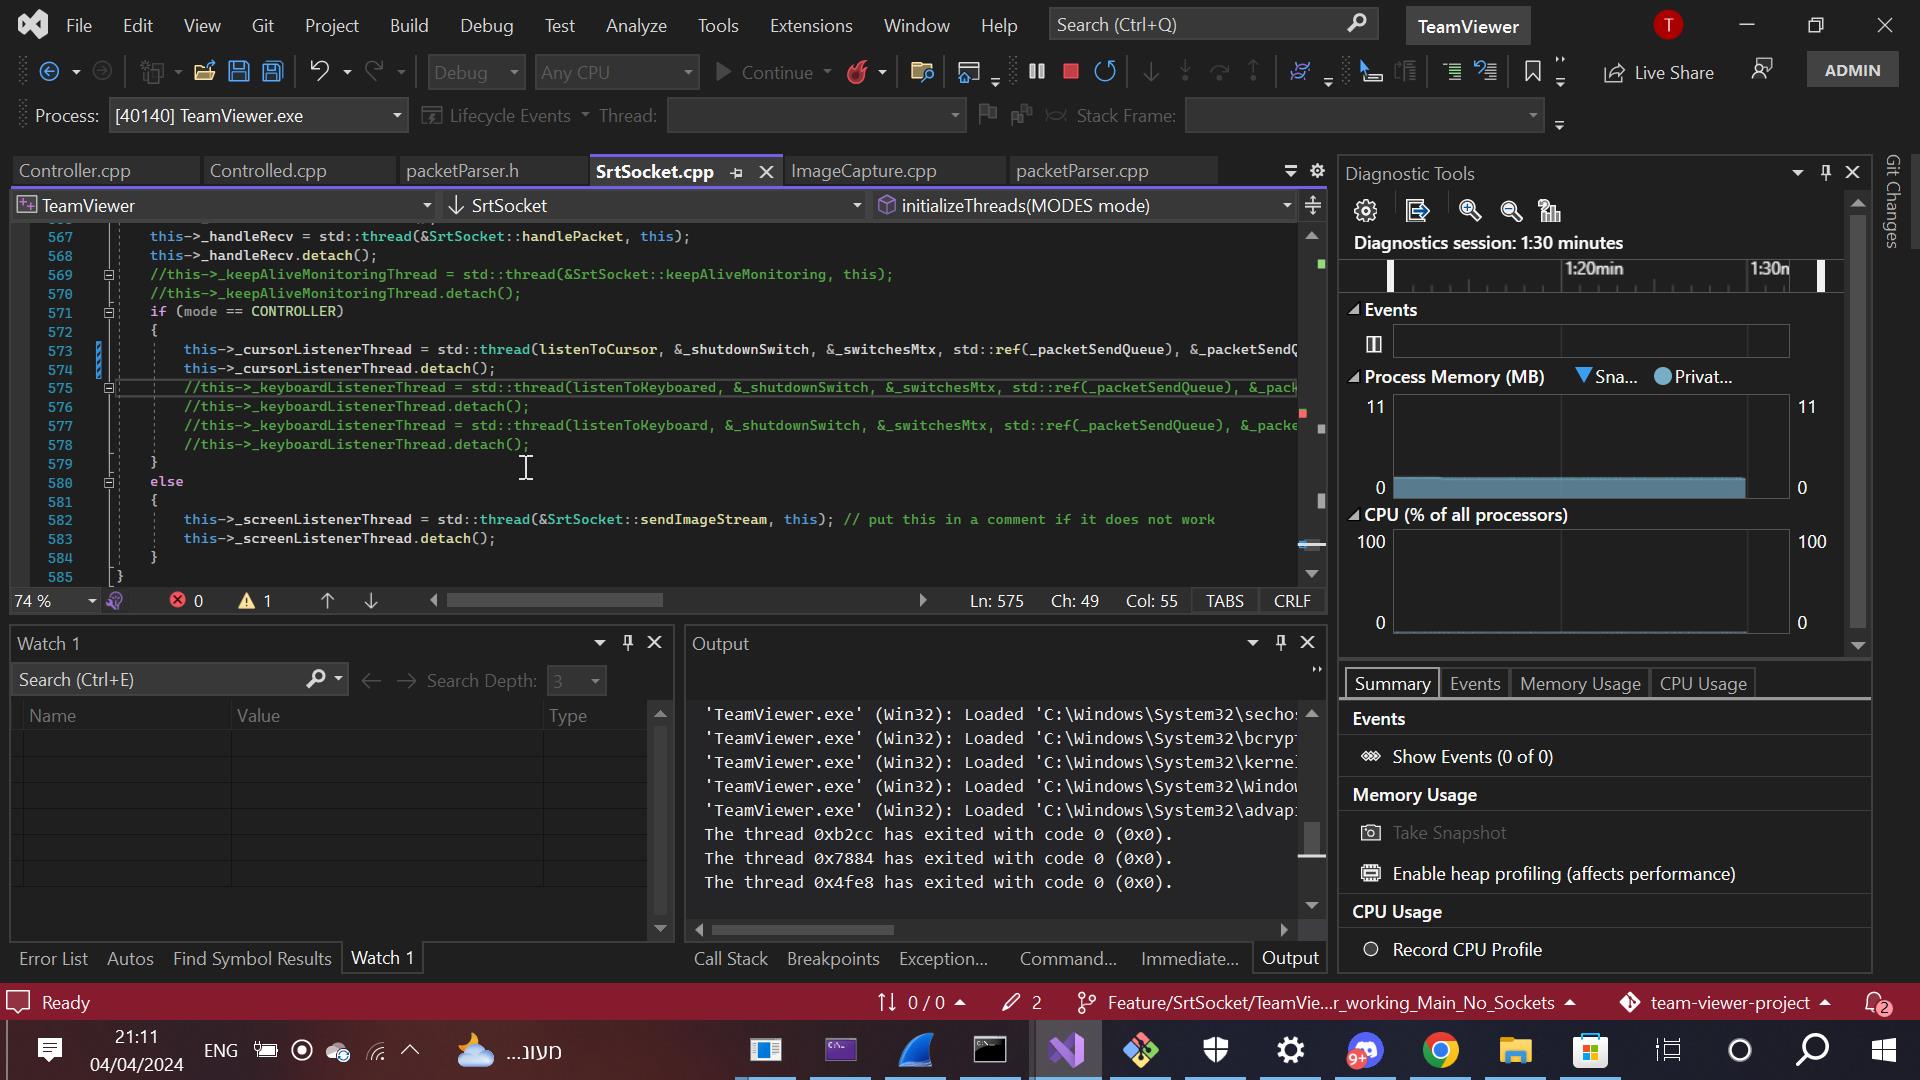 File Edit View Git Project Build Debug Test Analyze Tools Extensions Window Help Search (Ctrl+Q) TeamViewer T
Debug Any CPU Continue Live Share ADMIN
Process: [40140] TeamViewer.exe Lifecycle Events Thread: Stack Frame:
Controller.cpp Controlled.cpp packetParser.h SrtSocket.cpp ImageCapture.cpp packetParser.cpp
TeamViewer SrtSocket initializeThreads(MODES mode)
567 this->_handleRecv = std::thread(&SrtSocket::handlePacket, this);
568 this->_handleRecv.detach();
569 //this->_keepAliveMonitoringThread = std::thread(&SrtSocket::keepAliveMonitoring, this);
570 //this->_keepAliveMonitoringThread.detach();
571 if (mode == CONTROLLER)
572 {
573 this->_cursorListenerThread = std::thread(listenToCursor, &_shutdownSwitch, &_switchesMtx, std::ref(_packetSendQueue), &_packetSendQ
574 this->_cursorListenerThread.detach();
575 //this->_keyboardListenerThread = std::thread(listenToKeyboared, &_shutdownSwitch, &_switchesMtx, std::ref(_packetSendQueue), &_pack
576 //this->_keyboardListenerThread.detach();
577 //this->_keyboardListenerThread = std::thread(listenToKeyboard, &_shutdownSwitch, &_switchesMtx, std::ref(_packetSendQueue), &_packe
578 //this->_keyboardListenerThread.detach();
579 }
580 else
581 {
582 this->_screenListenerThread = std::thread(&SrtSocket::sendImageStream, this); // put this in a comment if it does not work
583 this->_screenListenerThread.detach();
584 }
585 }
74 % 0 1 Ln: 575 Ch: 49 Col: 55 TABS CRLF
Watch 1
Search (Ctrl+E) Search Depth: 3
Name Value Type
Error List Autos Find Symbol Results Watch 1
Output
'TeamViewer.exe' (Win32): Loaded 'C:\Windows\System32\secho
'TeamViewer.exe' (Win32): Loaded 'C:\Windows\System32\bcryp
'TeamViewer.exe' (Win32): Loaded 'C:\Windows\System32\kerne
'TeamViewer.exe' (Win32): Loaded 'C:\Windows\System32\Windo
'TeamViewer.exe' (Win32): Loaded 'C:\Windows\System32\advap
The thread 0xb2cc has exited with code 0 (0x0).
The thread 0x7884 has exited with code 0 (0x0).
The thread 0x4fe8 has exited with code 0 (0x0).
Call Stack Breakpoints Exception... Command... Immediate... Output
Diagnostic Tools
Diagnostics session: 1:30 minutes
1:20min 1:30m
Events
Process Memory (MB) Sna... Privat...
11 11
0 0
CPU (% of all processors)
100 100
0 0
Summary Events Memory Usage CPU Usage
Events
Show Events (0 of 0)
Memory Usage
Take Snapshot
Enable heap profiling (affects performance)
CPU Usage
Record CPU Profile
Git Changes
Ready 0 / 0 2 Feature/SrtSocket/TeamVie...r_working_Main_No_Sockets team-viewer-project 2
21:11
04/04/2024
ENG
מעונ...
9+